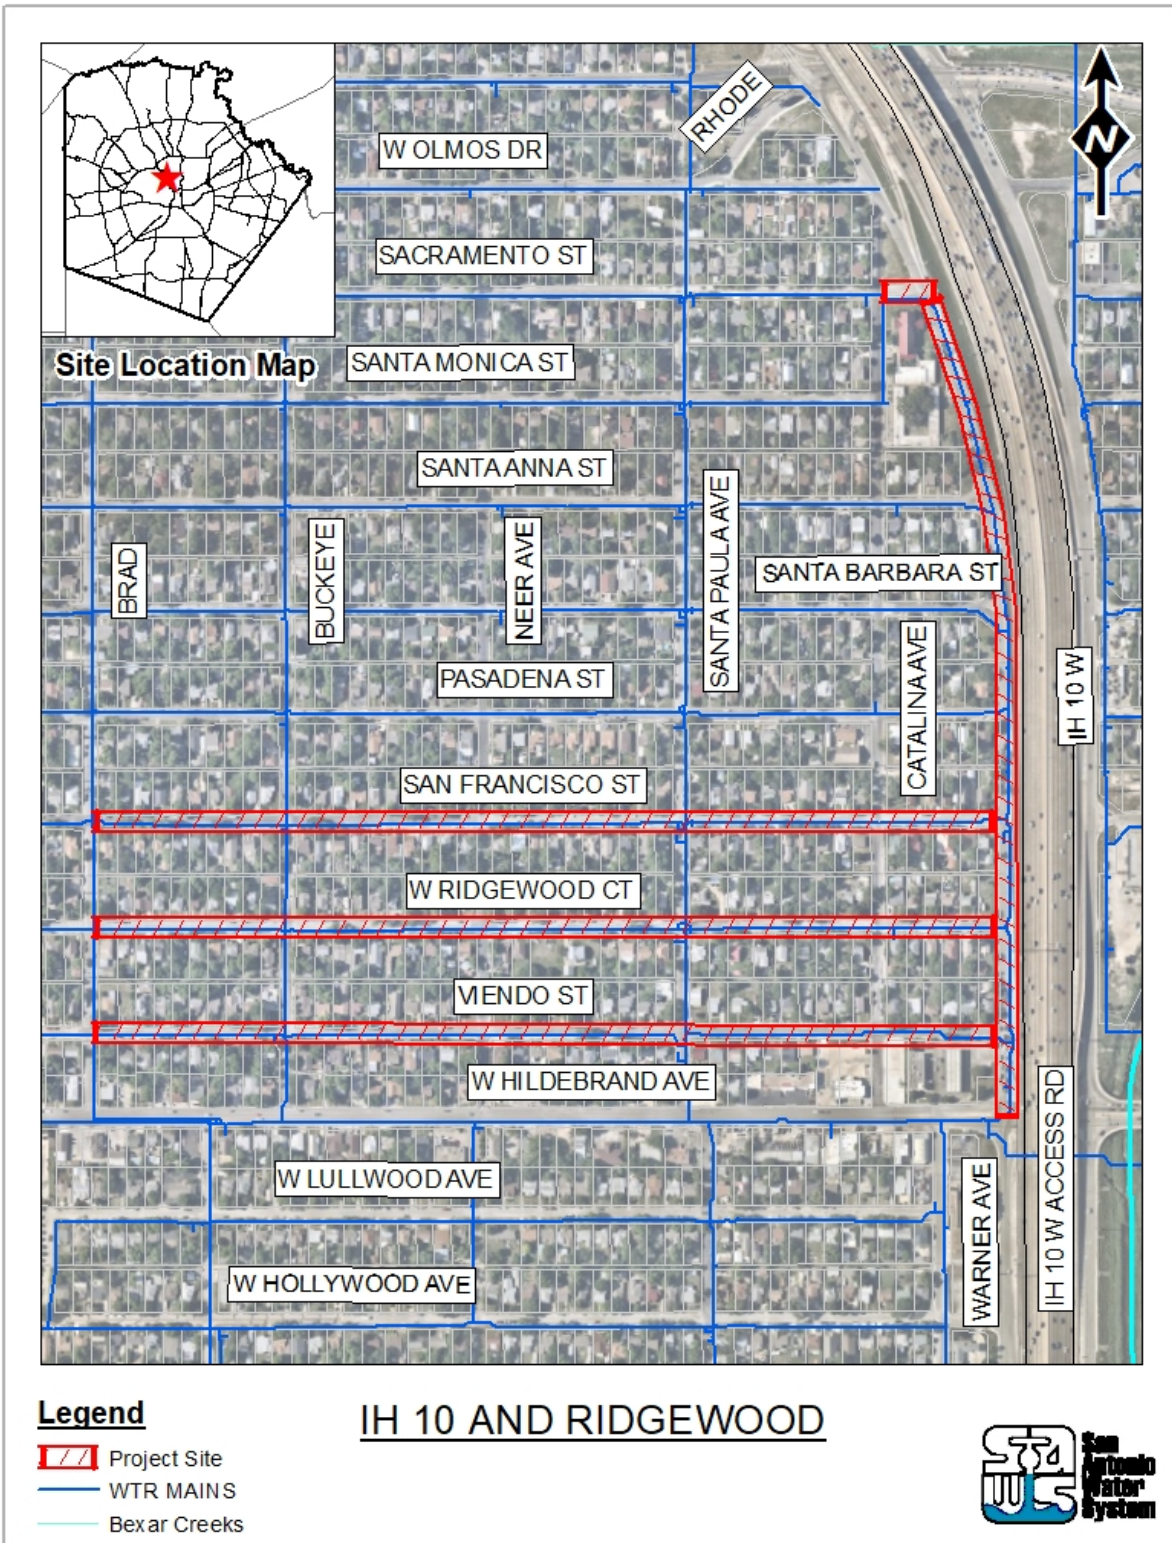 RHODE
N
W OLMOS DR
SACRAMENTO ST
SANTA MONICA ST
Site Location Map
SANTA ANNA ST
SANTA PAULA AVE
BRAD
BUCKEYE
NEER AVE
SANTA BARBARA ST
CATALINA AVE
PASADENA ST
IH 10 W
SAN FRANCISCO ST
W RIDGEWOOD CT
VIENDO ST
W HILDEBRAND AVE
IH 10 W ACCESS RD
W LULLWOOD AVE
WARNER AVE
W HOLLYWOOD AVE
Legend
IH 10 AND RIDGEWOOD
Project Site
WTR MAINS
Bexar Creeks
SAWS
San
Antonio
Water
System